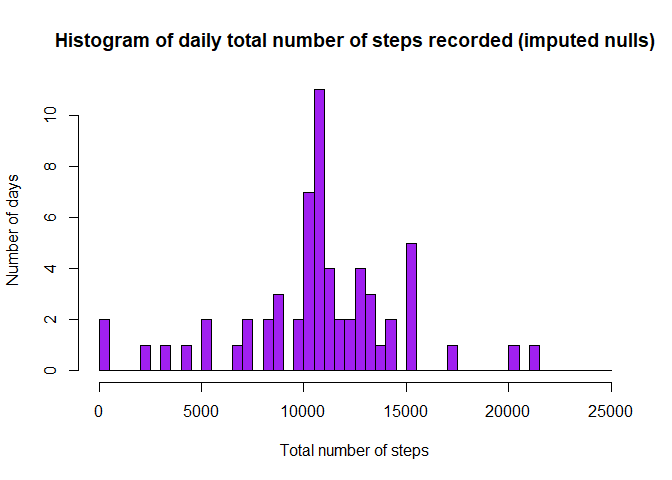 Histogram of daily total number of steps recorded (imputed nulls)
Number of days
10
8
6
4
2
0
0 5000 10000 15000 20000 25000
Total number of steps